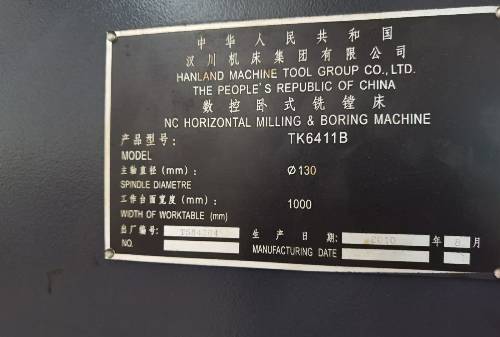 中华人民共和国
汉川机床集团有限公司
HANLAND MACHINE TOOL GROUP CO.,LTD.
THE PEOPLE'S REPUBLIC OF CHINA
数控卧式铣镗床
NC HORIZONTAL MILLING & BORING MACHINE
产品型号: TK6411B
MODEL
主轴直径(mm): Ø130
SPINDLE DIAMETRE
工作台面宽度(mm): 1000
WIDTH OF WORKTABLE (mm)
出厂编号: 生产日期: 2010 年 8 月
NO. MANUFACTURING DATE